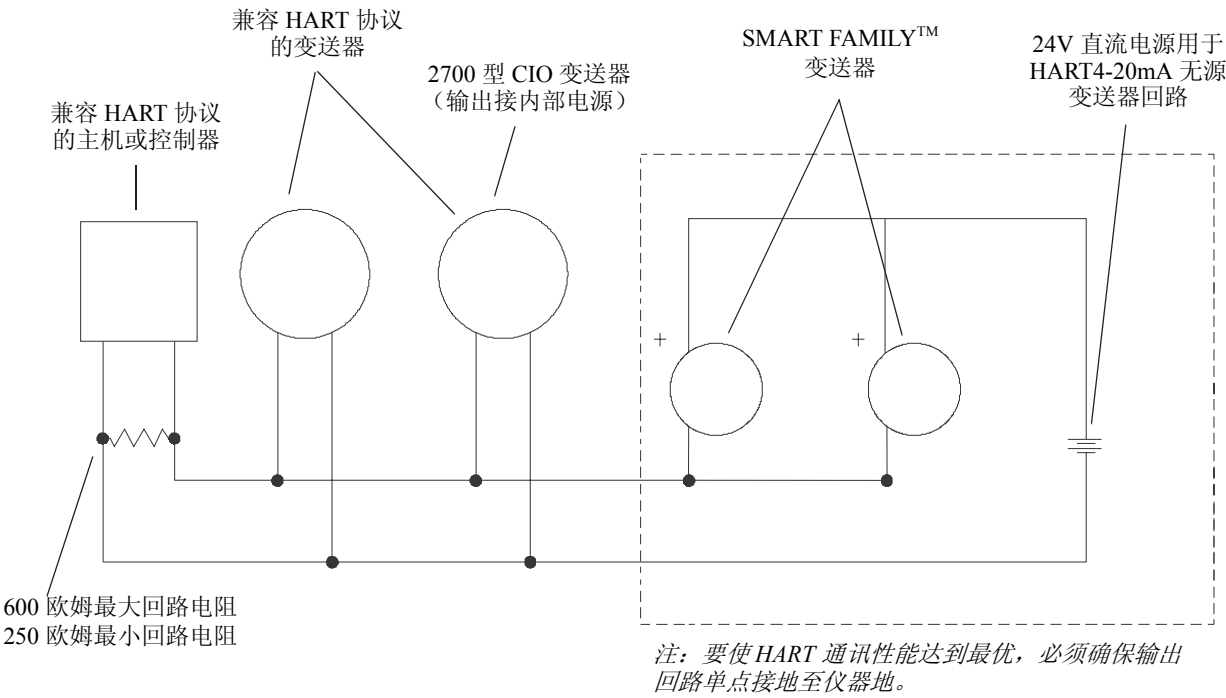 兼容 HART 协议
的变送器
2700 型 CIO 变送器
（输出接内部电源）
SMART FAMILY™
变送器
24V 直流电源用于
HART4-20mA 无源
变送器回路
兼容 HART 协议
的主机或控制器
+
+
600 欧姆最大回路电阻
250 欧姆最小回路电阻
注：要使 HART 通讯性能达到最优，必须确保输出
回路单点接地至仪器地。